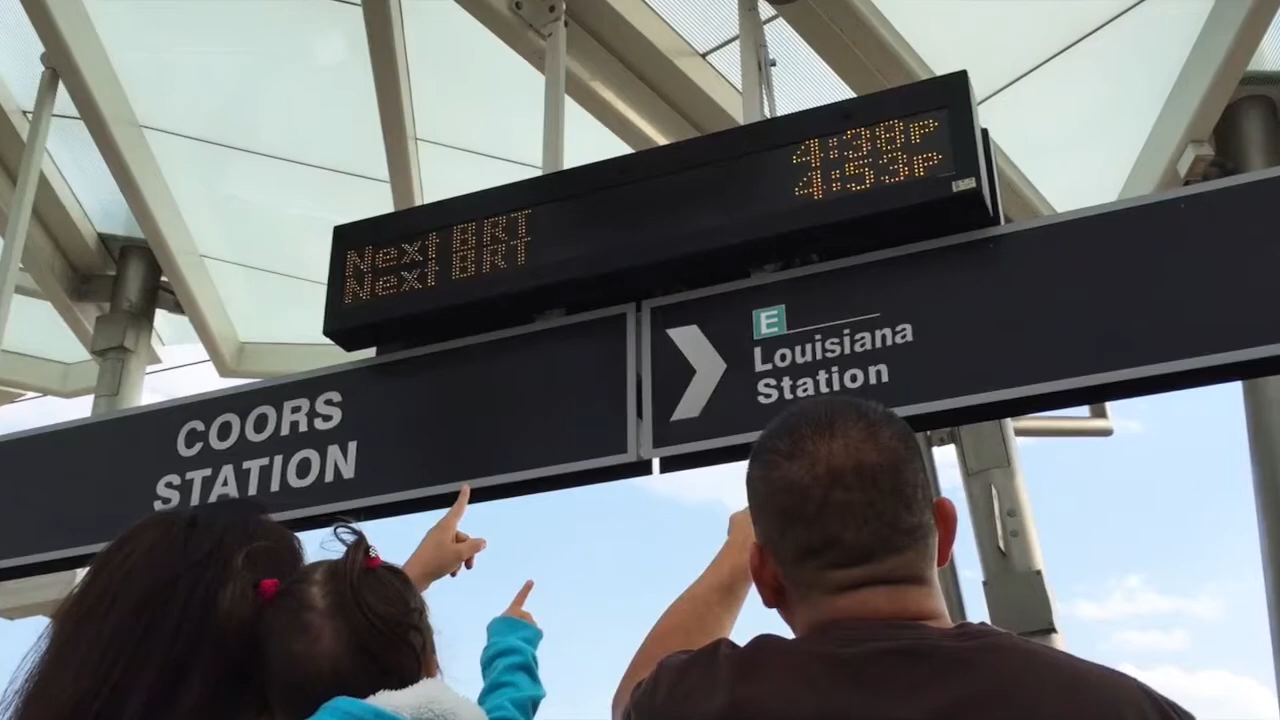 Next BRT 4:38p
Next BRT 4:53p
COORS
STATION
E
Louisiana
Station